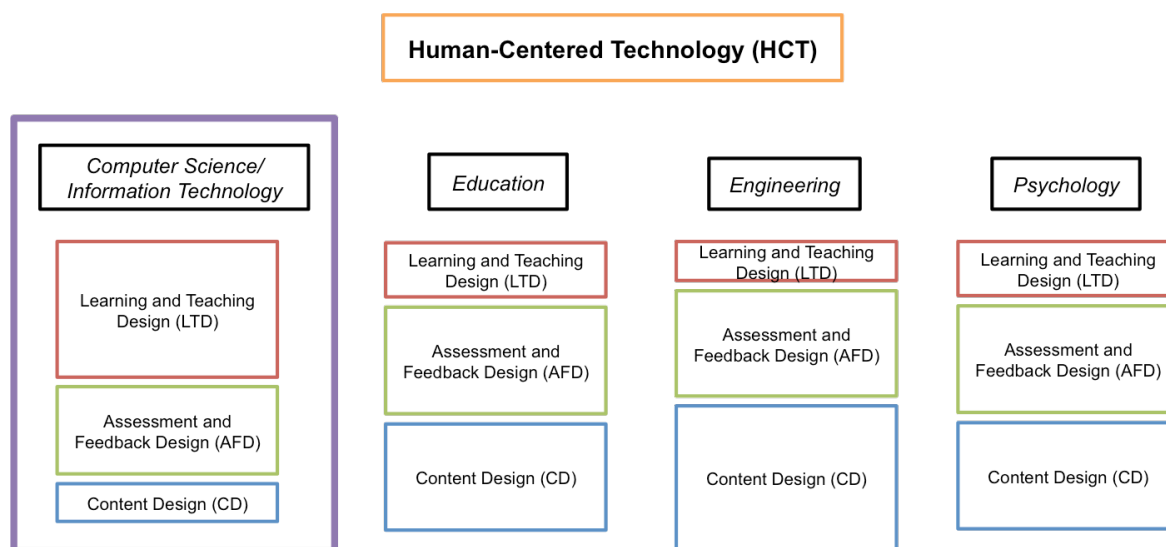 Human-Centered Technology (HCT)
Computer Science/
Information Technology
Learning and Teaching
Design (LTD)
Assessment and
Feedback Design (AFD)
Content Design (CD)
Education
Learning and Teaching
Design (LTD)
Assessment and
Feedback Design (AFD)
Content Design (CD)
Engineering
Learning and Teaching
Design (LTD)
Assessment and
Feedback Design (AFD)
Content Design (CD)
Psychology
Learning and Teaching
Design (LTD)
Assessment and
Feedback Design (AFD)
Content Design (CD)